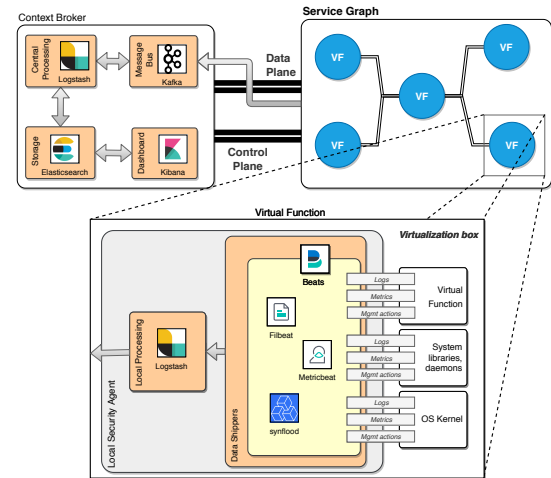 Context Broker
Central
Processing
Logstash
Message
Bus
Kafka
Storage
Elasticsearch
Dashboard
Kibana
Data
Plane
Control
Plane
Service Graph
VF
VF
VF
VF
VF
Virtual Function
Virtualization box
Local Security Agent
Local Processing
Logstash
Data Shippers
Beats
Filbeat
Metricbeat
synflood
Logs
Metrics
Mgmt actions
Virtual
Function
Logs
Metrics
Mgmt actions
System
libraries,
daemons
Logs
Metrics
Mgmt actions
OS Kernel